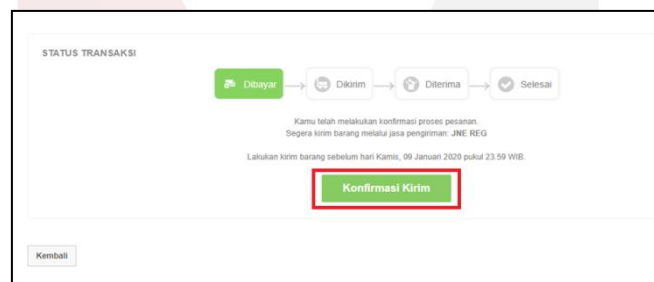 STATUS TRANSAKSI
Dibayar Dikirim Diterima Selesai
Kamu telah melakukan konfirmasi proses pesanan.
Segera kirim barang melalui jasa pengiriman: JNE REG
Lakukan kirim barang sebelum hari Kamis, 09 Januari 2020 pukul 23.59 WIB.
Konfirmasi Kirim
Kembali